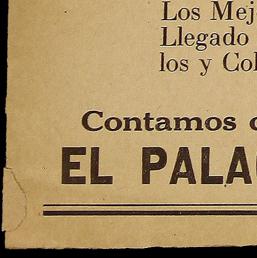 Los Mej
Llegado
los y Col
Contamos
EL PALA